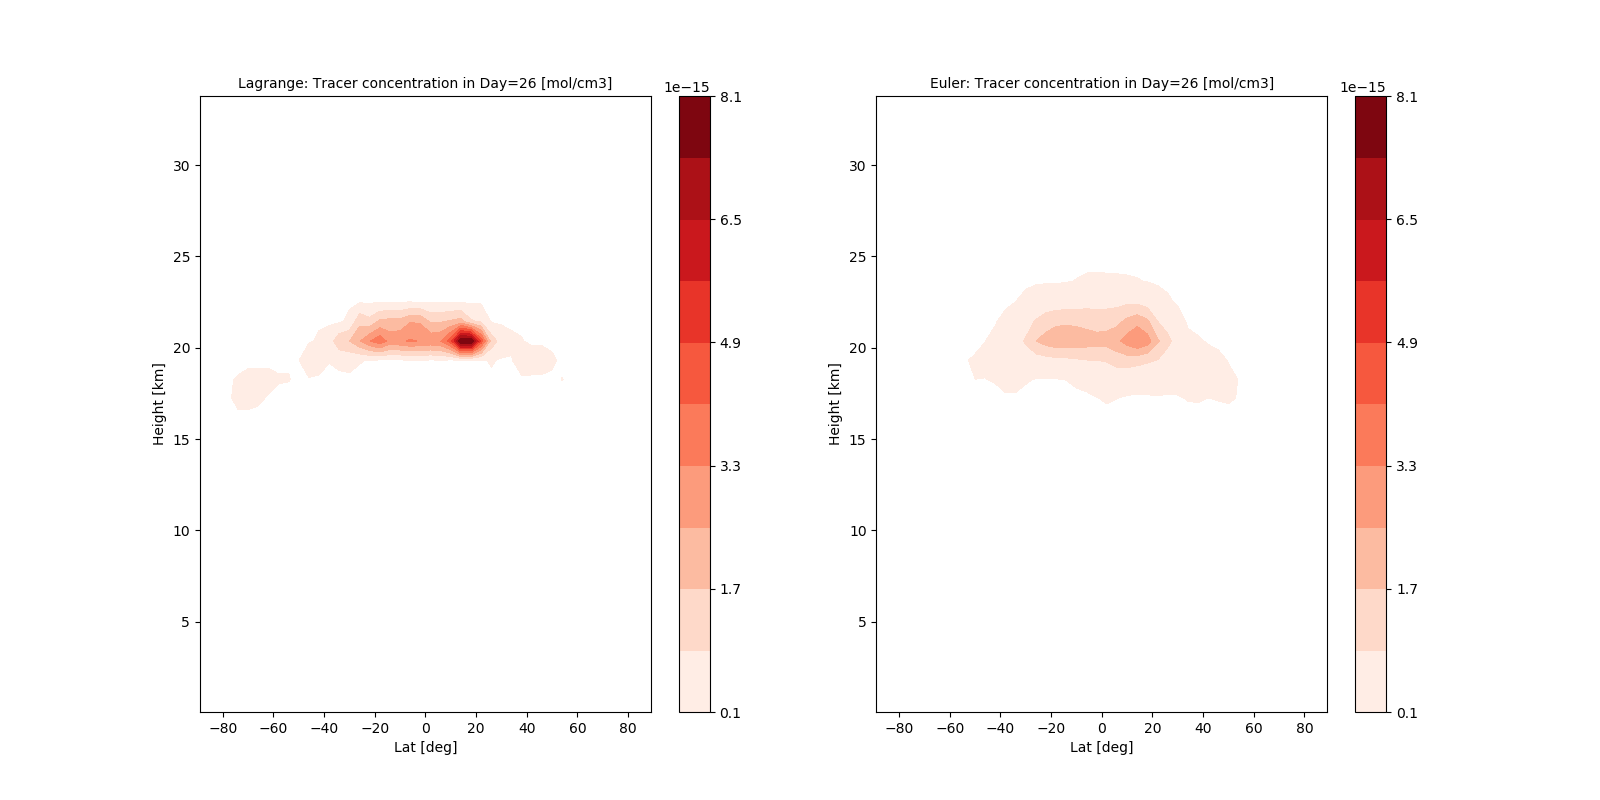 Lagrange: Tracer concentration in Day=26 [mol/cm3]
1e−15
8.1
6.5
4.9
3.3
1.7
0.1
30
25
20
15
10
5
Height [km]
−80 −60 −40 −20 0 20 40 60 80
Lat [deg]
Euler: Tracer concentration in Day=26 [mol/cm3]
1e−15
8.1
6.5
4.9
3.3
1.7
0.1
30
25
20
15
10
5
Height [km]
−80 −60 −40 −20 0 20 40 60 80
Lat [deg]